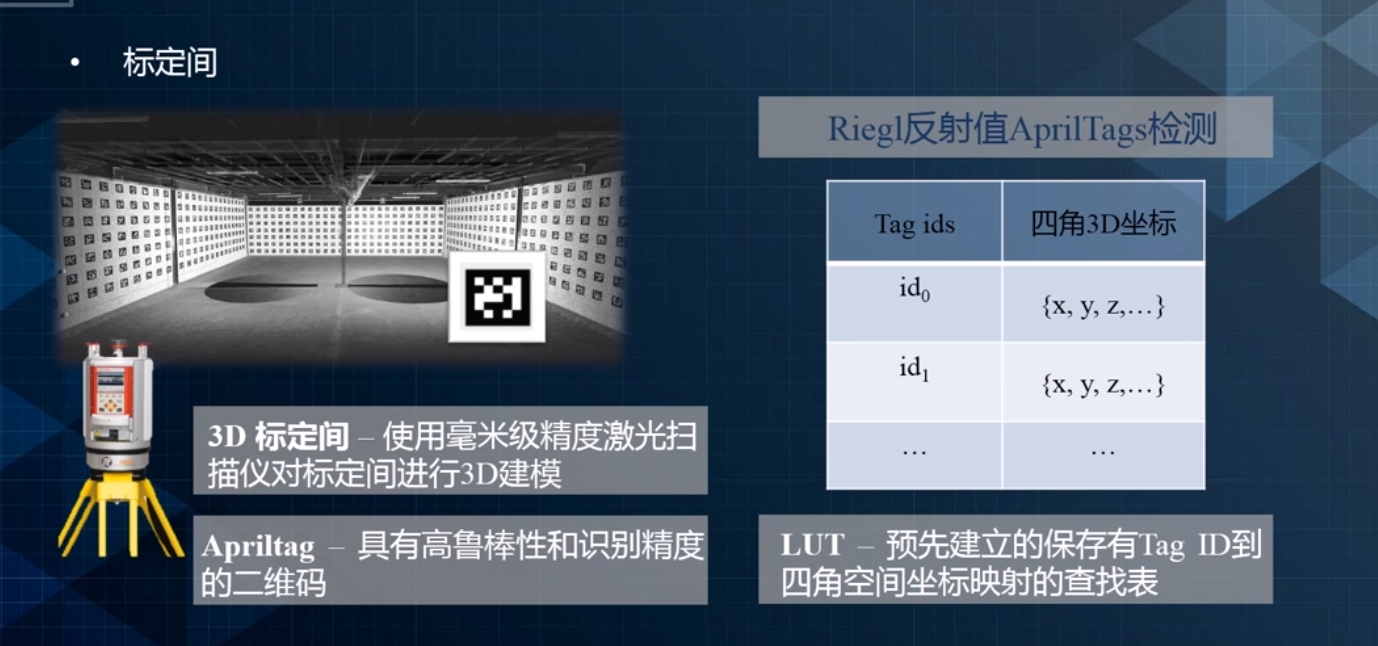 • 标定间
Riegl反射值AprilTags检测
Tag ids 四角3D坐标
id0 {x, y, z,…}
id1 {x, y, z,…}
… …
3D 标定间 – 使用毫米级精度激光扫
描仪对标定间进行3D建模
Apriltag – 具有高鲁棒性和识别精度
的二维码
LUT – 预先建立的保存有Tag ID到
四角空间坐标映射的查找表